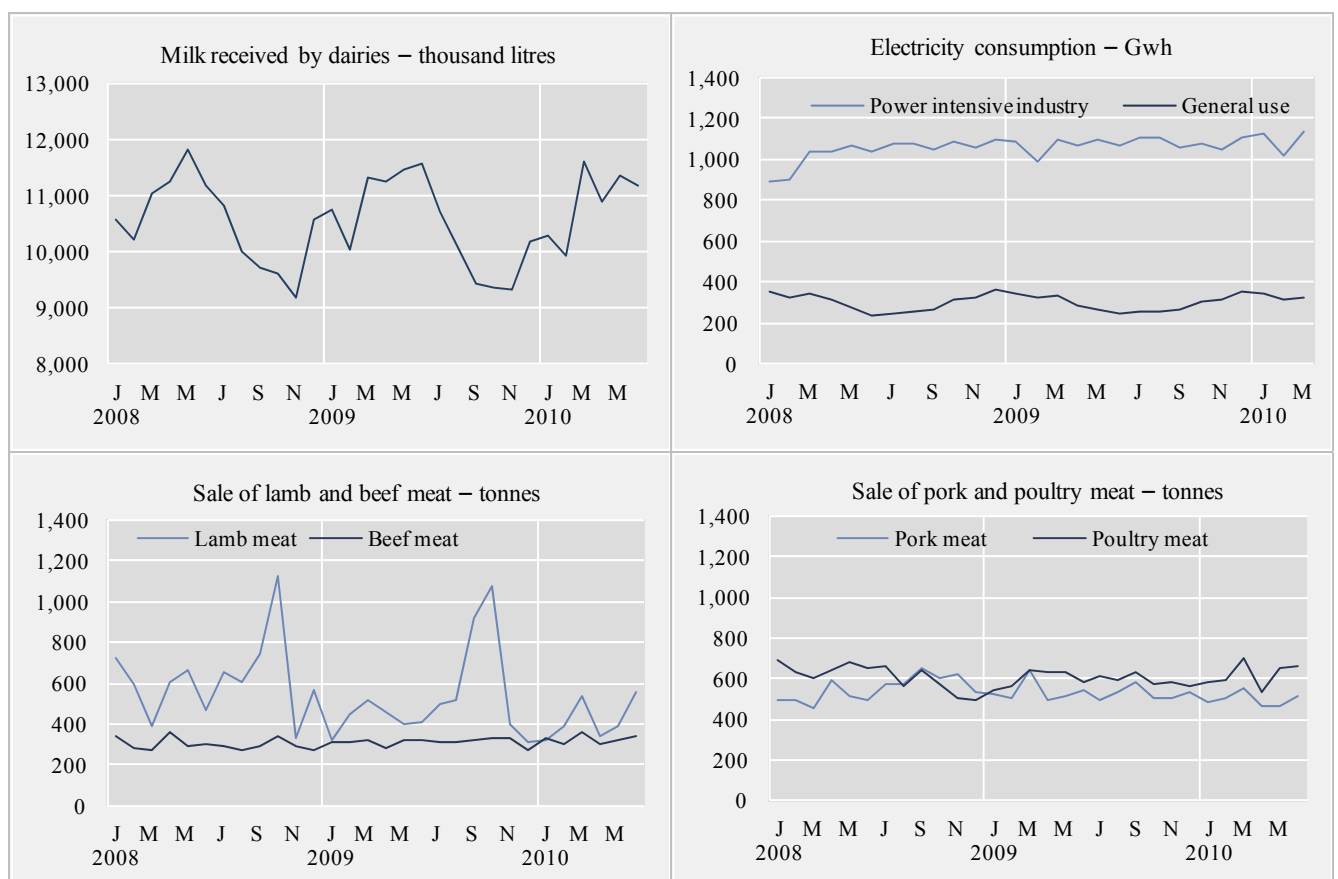 Milk received by dairies – thousand litres
13,000
12,000
11,000
10,000
9,000
8,000
J M M J S N J M M J S N J M M
2008 2009 2010
Electricity consumption – Gwh
1,400
Power intensive industry General use
1,200
1,000
800
600
400
200
0
J M M J S N J M M J S N J M
2008 2009 2010
Sale of lamb and beef meat – tonnes
1,400
Lamb meat Beef meat
1,200
1,000
800
600
400
200
0
J M M J S N J M M J S N J M M
2008 2009 2010
Sale of pork and poultry meat – tonnes
1,400
Pork meat Poultry meat
1,200
1,000
800
600
400
200
0
J M M J S N J M M J S N J M M
2008 2009 2010